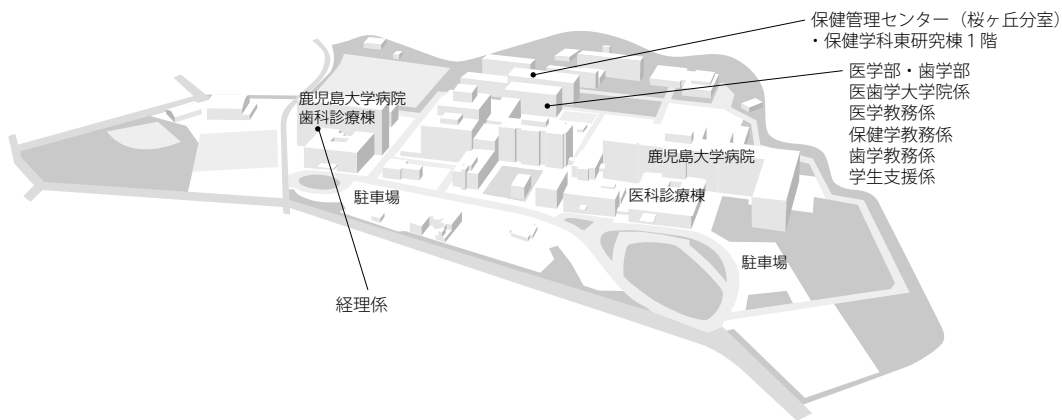 保健管理センター（桜ヶ丘分室）
・保健学科東研究棟１階
医学部・歯学部
医歯学大学院係
医学教務係
保健学教務係
歯学教務係
学生支援係
鹿児島大学病院
歯科診療棟
鹿児島大学病院
医科診療棟
駐車場
駐車場
経理係